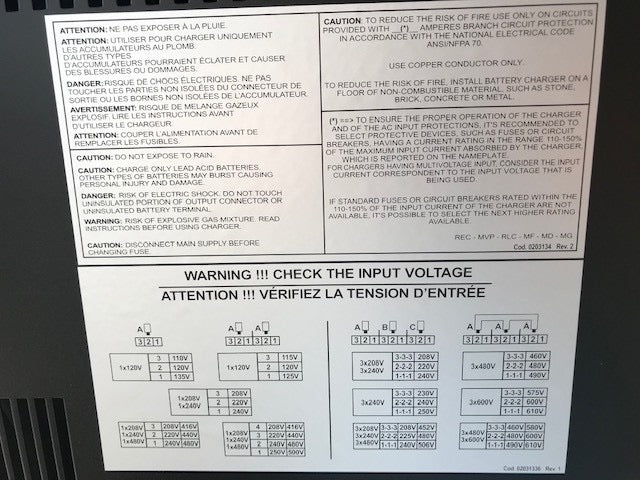 ATTENTION: NE PAS EXPOSER À LA PLUIE.
ATTENTION: UTILISER POUR CHARGER UNIQUEMENT
LES ACCUMULATEURS AU PLOMB.
D'AUTRES TYPES
D'ACCUMULATEURS POURRAIENT ÉCLATER ET CAUSER
DES BLESSURES OU DOMMAGES.
DANGER: RISQUE DE CHOCS ÉLECTRIQUES. NE PAS
TOUCHER LES PARTIES NON ISOLÉES DU CONNECTEUR DE
SORTIE OU LES BORNES NON ISOLÉES DE L'ACCUMULATEUR.
AVERTISSEMENT: RISQUE DE MELANGE GAZEUX
EXPLOSIF. LIRE LES INSTRUCTIONS AVANT
D'UTILISER LE CHARGEUR.
ATTENTION: COUPER L'ALIMENTATION AVANT DE
REMPLACER LES FUSIBLES.
CAUTION: DO NOT EXPOSE TO RAIN.
CAUTION: CHARGE ONLY LEAD ACID BATTERIES.
OTHER TYPES OF BATTERIES MAY BURST CAUSING
PERSONAL INJURY AND DAMAGE.
DANGER: RISK OF ELECTRIC SHOCK. DO NOT TOUCH
UNINSULATED PORTION OF OUTPUT CONNECTOR OR
UNINSULATED BATTERY TERMINAL.
WARNING: RISK OF EXPLOSIVE GAS MIXTURE. READ
INSTRUCTIONS BEFORE USING CHARGER.
CAUTION: DISCONNECT MAIN SUPPLY BEFORE
CHANGING FUSE.
CAUTION: TO REDUCE THE RISK OF FIRE USE ONLY ON CIRCUITS
PROVIDED WITH (*) AMPERES BRANCH CIRCUIT PROTECTION
IN ACCORDANCE WITH THE NATIONAL ELECTRICAL CODE
ANSI/NFPA 70.
USE COPPER CONDUCTOR ONLY.
TO REDUCE THE RISK OF FIRE, INSTALL BATTERY CHARGER ON A
FLOOR OF NON-COMBUSTIBLE MATERIAL, SUCH AS STONE,
BRICK, CONCRETE OR METAL.
(*) ==> TO ENSURE THE PROPER OPERATION OF THE CHARGER
AND OF THE AC INPUT PROTECTIONS, IT'S RECOMMENDED TO
SELECT PROTECTIVE DEVICES, SUCH AS FUSES OR CIRCUIT
BREAKERS, HAVING A CURRENT RATING IN THE RANGE 110-150%
OF THE MAXIMUM INPUT CURRENT ABSORBED BY THE CHARGER,
WHICH IS REPORTED ON THE NAMEPLATE.
FOR CHARGERS HAVING MULTIVOLTAGE INPUT, CONSIDER THE INPUT
CURRENT CORRESPONDENT TO THE INPUT VOLTAGE THAT IS
BEING USED.
IF STANDARD FUSES OR CIRCUIT BREAKERS RATED WITHIN THE
110-150% OF THE INPUT CURRENT OF THE CHARGER ARE NOT
AVAILABLE, IT'S POSSIBLE TO SELECT THE NEXT HIGHER RATING
AVAILABLE.
REC - MVP - RLC - MF - MD - MG
Cod. 0203134 Rev. 2
WARNING !!! CHECK THE INPUT VOLTAGE
ATTENTION !!! VÉRIFIEZ LA TENSION D'ENTRÉE
A A A A B C A A A
3 2 1 3 2 1 3 2 1 3 2 1 3 2 1 3 2 1 3 2 1 3 2 1 3 2 1
1x120V 3 110V
2 120V
1 135V
1x120V 3 115V
2 120V
1 125V
1x208V
1x240V 3 208V
2 220V
1 240V
1x208V
1x240V
1x480V 3 208V 416V
2 220V 440V
1 240V 480V
1x208V
1x240V
1x480V 4 208V 416V
3 220V 440V
2 240V 480V
1 250V 500V
3x208V
3x240V 3-3-3 208V
2-2-2 220V
1-1-1 240V
3x240V 3-3-3 230V
2-2-2 240V
1-1-1 250V
3x208V
3x240V
3x480V 3-3-3 208V 452V
2-2-2 225V 480V
1-1-1 240V 506V
3x480V 3-3-3 460V
2-2-2 480V
1-1-1 490V
3x600V 3-3-3 575V
2-2-2 600V
1-1-1 610V
3x480V
3x600V 3-3-3 460V 580V
2-2-2 480V 600V
1-1-1 490V 610V
Cod. 02031336 Rev. 1